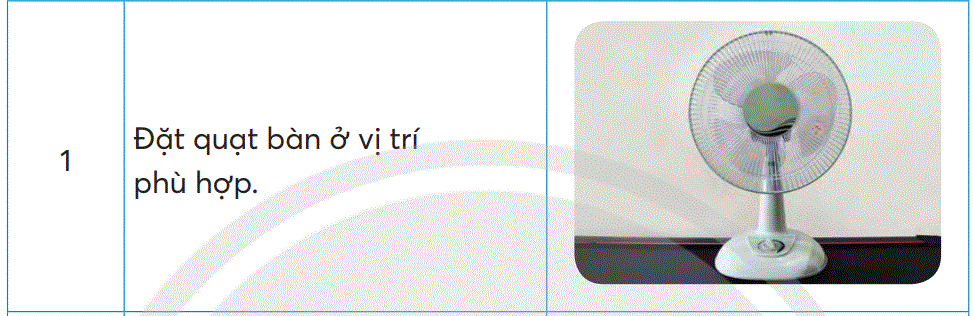 1
Đặt quạt bàn ở vị trí
phù hợp.